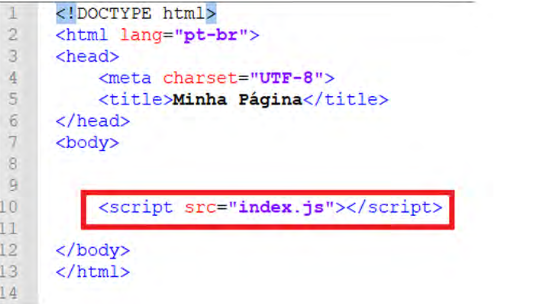 1 <!DOCTYPE html>
2 <html lang="pt-br">
3 <head>
4 <meta charset="UTF-8">
5 <title>Minha Página</title>
6 </head>
7 <body>
8
9
10 <script src="index.js"></script>
11
12 </body>
13 </html>
14